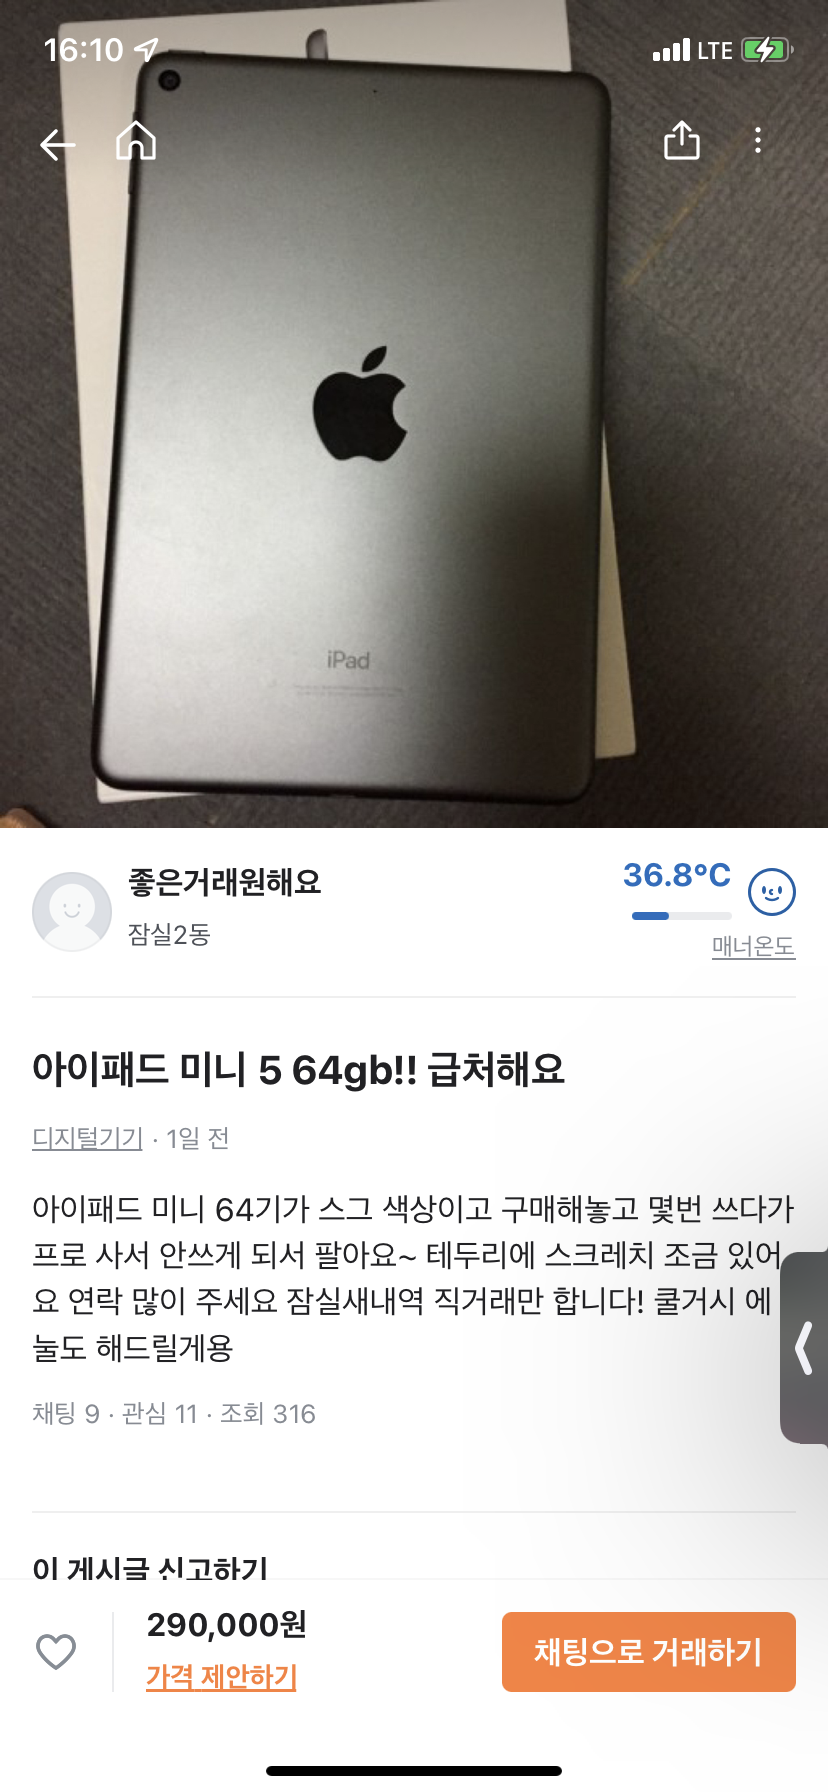 16:10
LTE
iPad
좋은거래원해요
36.8°C
잠실2동
매너온도
아이패드 미니 5 64gb!! 급처해요
디지털기기 · 1일 전
아이패드 미니 64기가 스그 색상이고 구매해놓고 몇번 쓰다가
프로 사서 안쓰게 되서 팔아요~ 테두리에 스크레치 조금 있어
요 연락 많이 주세요 잠실새내역 직거래만 합니다! 쿨거시 에
눌도 해드릴게용
채팅 9 · 관심 11 · 조회 316
이 게시글 신고하기
290,000원
가격 제안하기
채팅으로 거래하기